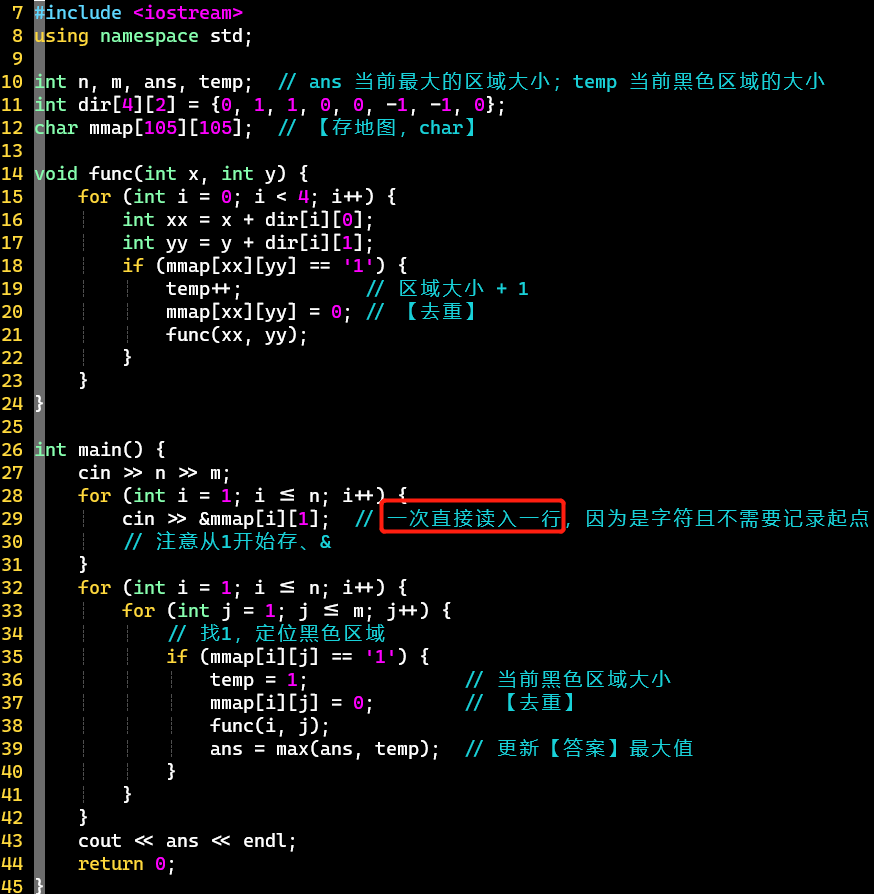 7 #include <iostream>
8 using namespace std;
9
10 int n, m, ans, temp;  // ans 当前最大的区域大小；temp 当前黑色区域的大小
11 int dir[4][2] = {0, 1, 1, 0, 0, -1, -1, 0};
12 char mmap[105][105];  // 【存地图，char】
13
14 void func(int x, int y) {
15     for (int i = 0; i < 4; i++) {
16         int xx = x + dir[i][0];
17         int yy = y + dir[i][1];
18         if (mmap[xx][yy] == '1') {
19             temp++;           // 区域大小 + 1
20             mmap[xx][yy] = 0; // 【去重】
21             func(xx, yy);
22         }
23     }
24 }
25
26 int main() {
27     cin >> n >> m;
28     for (int i = 1; i <= n; i++) {
29         cin >> &mmap[i][1];  // 一次直接读入一行，因为是字符且不需要记录起点
30         // 注意从1开始存、&
31     }
32     for (int i = 1; i <= n; i++) {
33         for (int j = 1; j <= m; j++) {
34             // 找1，定位黑色区域
35             if (mmap[i][j] == '1') {
36                 temp = 1;              // 当前黑色区域大小
37                 mmap[i][j] = 0;        // 【去重】
38                 func(i, j);
39                 ans = max(ans, temp);  // 更新【答案】最大值
40             }
41         }
42     }
43     cout << ans << endl;
44     return 0;
45 }